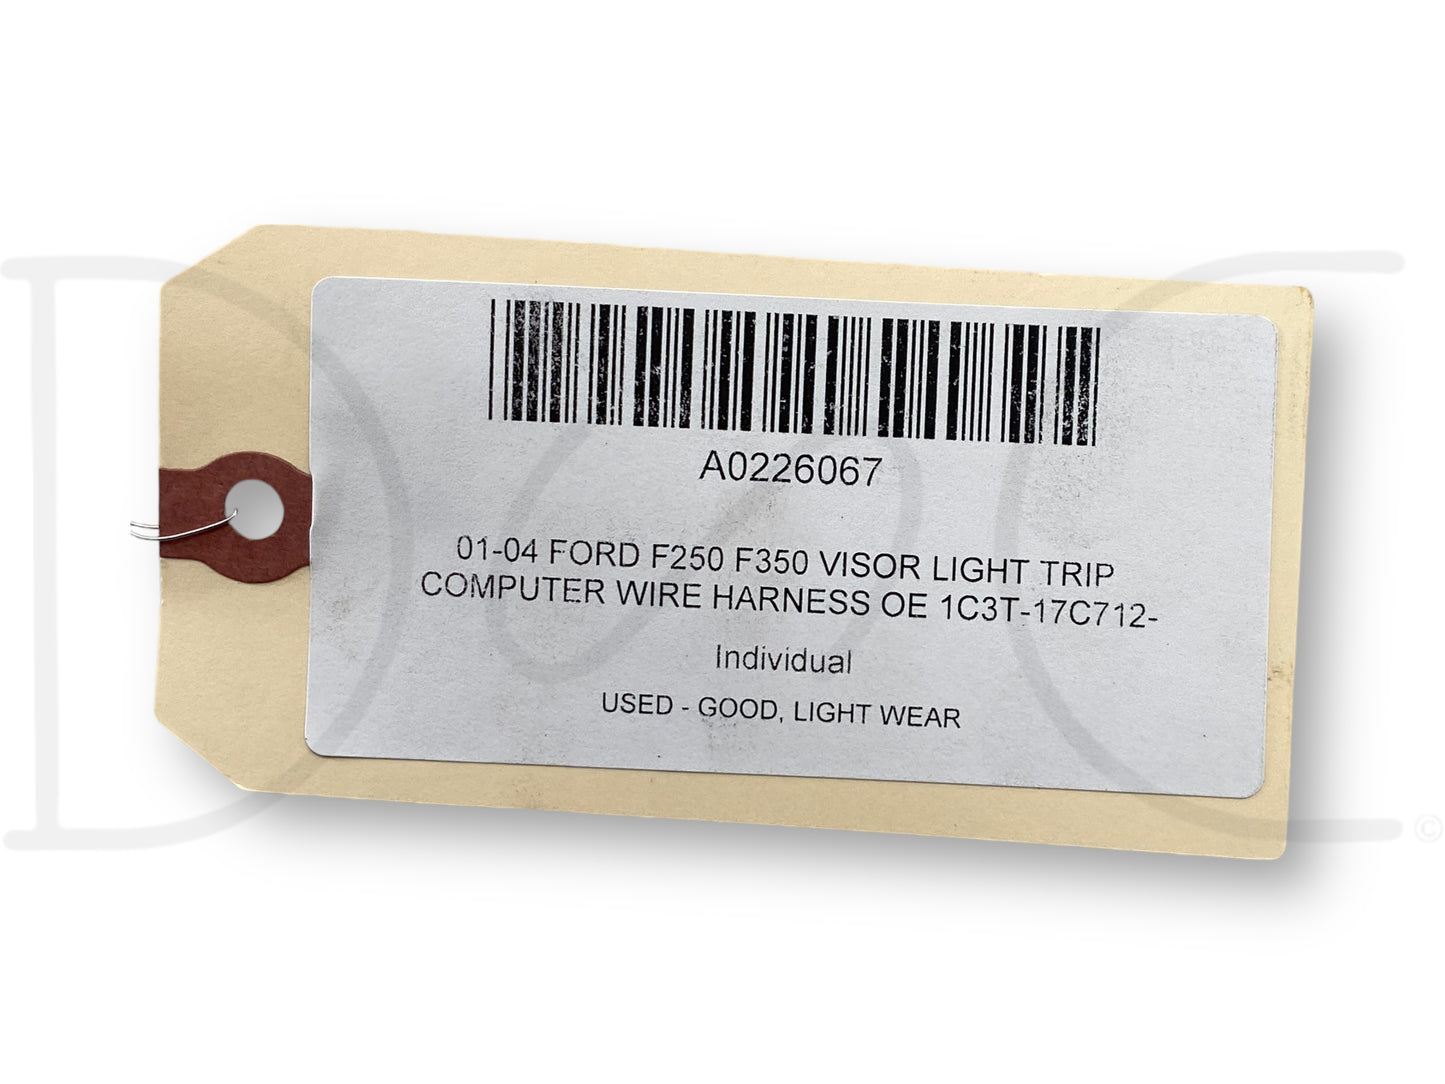 A0226067
01-04 FORD F250 F350 VISOR LIGHT TRIP
COMPUTER WIRE HARNESS OE 1C3T-17C712-
Individual
USED - GOOD, LIGHT WEAR
DSC
©